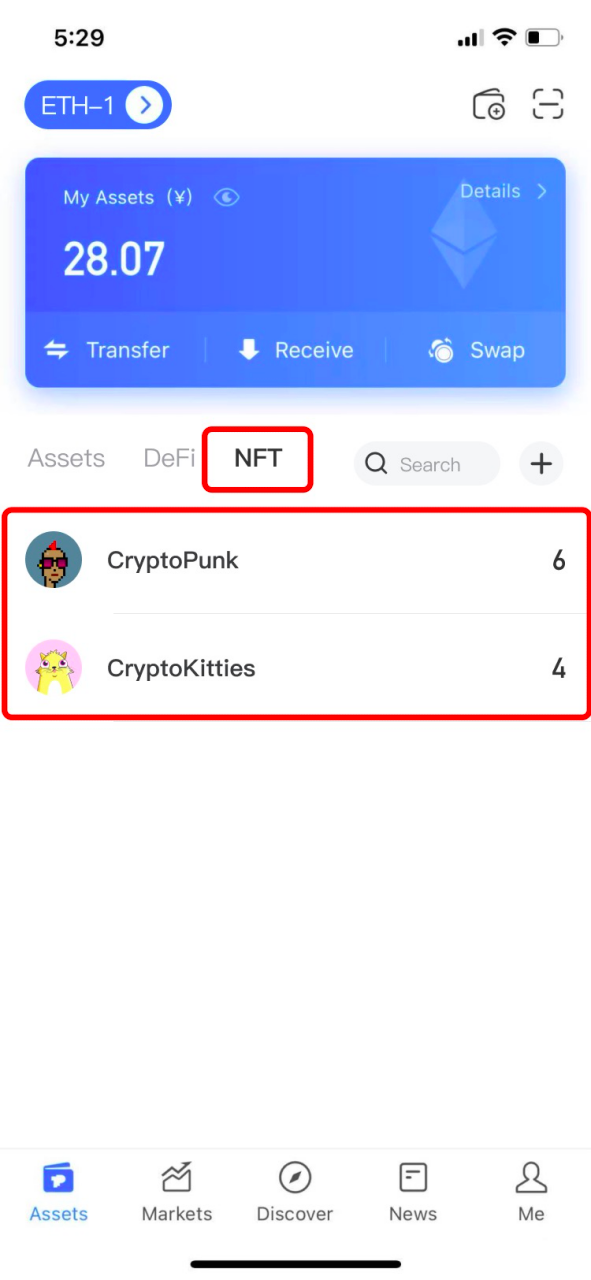 5:29
ETH-1
My Assets (¥)
Details
28.07
Transfer
Receive
Swap
Assets
DeFi
NFT
Search
CryptoPunk
6
CryptoKitties
4
Assets
Markets
Discover
News
Me